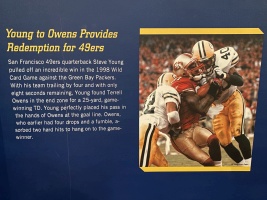 Young to Owens Provides
Redemption for 49ers
San Francisco 49ers quarterback Steve Young
pulled off an incredible win in the 1998 Wild
Card Game against the Green Bay Packers.
With his team trailing by four and with only
eight seconds remaining, Young found Terrell
Owens in the end zone for a 25-yard, game-
winning TD. Young perfectly placed his pass in
the hands of Owens at the goal line. Owens,
who earlier had four drops and a fumble, a-
sorbed two hard hits to hang on to the game-
winner.